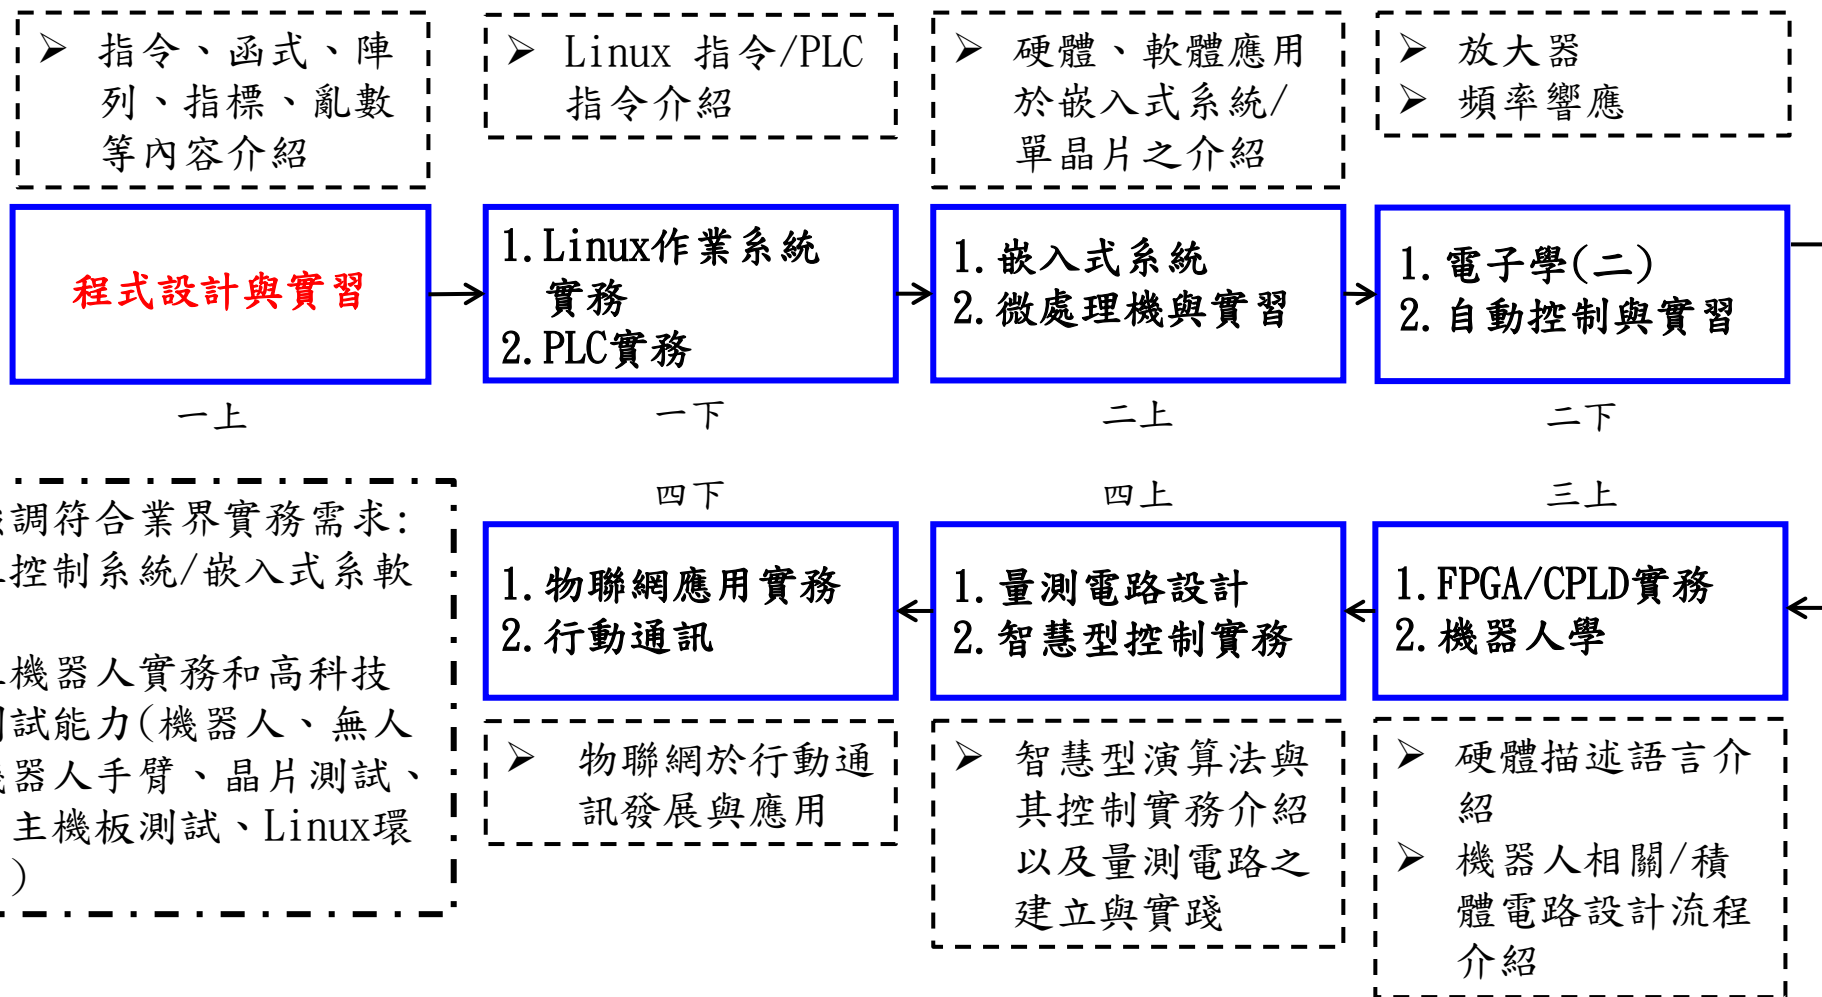 ➢ 指令、函式、陣
列、指標、亂數
等內容介紹
➢ Linux 指令/PLC
指令介紹
➢ 硬體、軟體應用
於嵌入式系統/
單晶片之介紹
➢ 放大器
➢ 頻率響應
程式設計與實習
1.Linux作業系統
實務
2.PLC實務
1.嵌入式系統
2.微處理機與實習
1.電子學(二)
2.自動控制與實習
一上
一下
二上
二下
四下
四上
三上
調符合業界實務需求:
控制系統/嵌入式系軟
機器人實務和高科技
試能力(機器人、無人
器人手臂、晶片測試、
主機板測試、Linux環
)
1.物聯網應用實務
2.行動通訊
1.量測電路設計
2.智慧型控制實務
1.FPGA/CPLD實務
2.機器人學
➢ 物聯網於行動通
訊發展與應用
➢ 智慧型演算法與
其控制實務介紹
以及量測電路之
建立與實踐
➢ 硬體描述語言介
紹
➢ 機器人相關/積
體電路設計流程
介紹